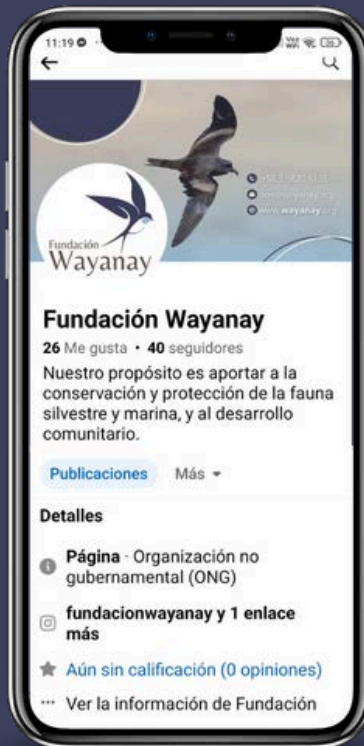 11:19
Fundación
Wayanay
www.wayanay.org
Fundación Wayanay
26 Me gusta • 40 seguidores
Nuestro propósito es aportar a la
conservación y protección de la fauna
silvestre y marina, y al desarrollo
comunitario.
Publicaciones Más
Detalles
Página · Organización no
gubernamental (ONG)
fundacionwayanay y 1 enlace
más
Aún sin calificación (0 opiniones)
Ver la información de Fundación